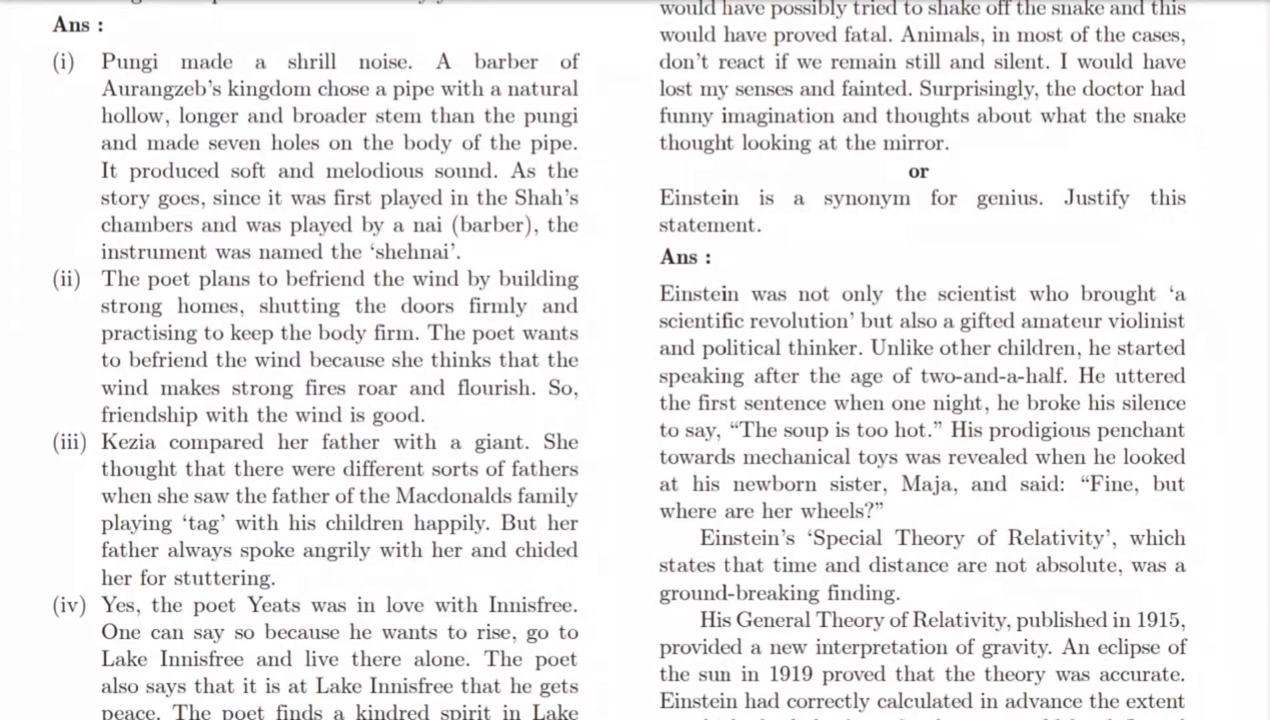 Ans :
(i) Pungi made a shrill noise. A barber of
Aurangzeb's kingdom chose a pipe with a natural
hollow, longer and broader stem than the pungi
and made seven holes on the body of the pipe.
It produced soft and melodious sound. As the
story goes, since it was first played in the Shah's
chambers and was played by a nai (barber), the
instrument was named the ‘shehnai’.
(ii) The poet plans to befriend the wind by building
strong homes, shutting the doors firmly and
practising to keep the body firm. The poet wants
to befriend the wind because she thinks that the
wind makes strong fires roar and flourish. So,
friendship with the wind is good.
(iii) Kezia compared her father with a giant. She
thought that there were different sorts of fathers
when she saw the father of the Macdonalds family
playing ‘tag’ with his children happily. But her
father always spoke angrily with her and chided
her for stuttering.
(iv) Yes, the poet Yeats was in love with Innisfree.
One can say so because he wants to rise, go to
Lake Innisfree and live there alone. The poet
also says that it is at Lake Innisfree that he gets
peace. The poet finds a kindred spirit in Lake
would have possibly tried to shake off the snake and this
would have proved fatal. Animals, in most of the cases,
don't react if we remain still and silent. I would have
lost my senses and fainted. Surprisingly, the doctor had
funny imagination and thoughts about what the snake
thought looking at the mirror.
or
Einstein is a synonym for genius. Justify this
statement.
Ans :
Einstein was not only the scientist who brought ‘a
scientific revolution’ but also a gifted amateur violinist
and political thinker. Unlike other children, he started
speaking after the age of two-and-a-half. He uttered
the first sentence when one night, he broke his silence
to say, “The soup is too hot.” His prodigious penchant
towards mechanical toys was revealed when he looked
at his newborn sister, Maja, and said: “Fine, but
where are her wheels?”
Einstein's ‘Special Theory of Relativity’, which
states that time and distance are not absolute, was a
ground-breaking finding.
His General Theory of Relativity, published in 1915,
provided a new interpretation of gravity. An eclipse of
the sun in 1919 proved that the theory was accurate.
Einstein had correctly calculated in advance the extent